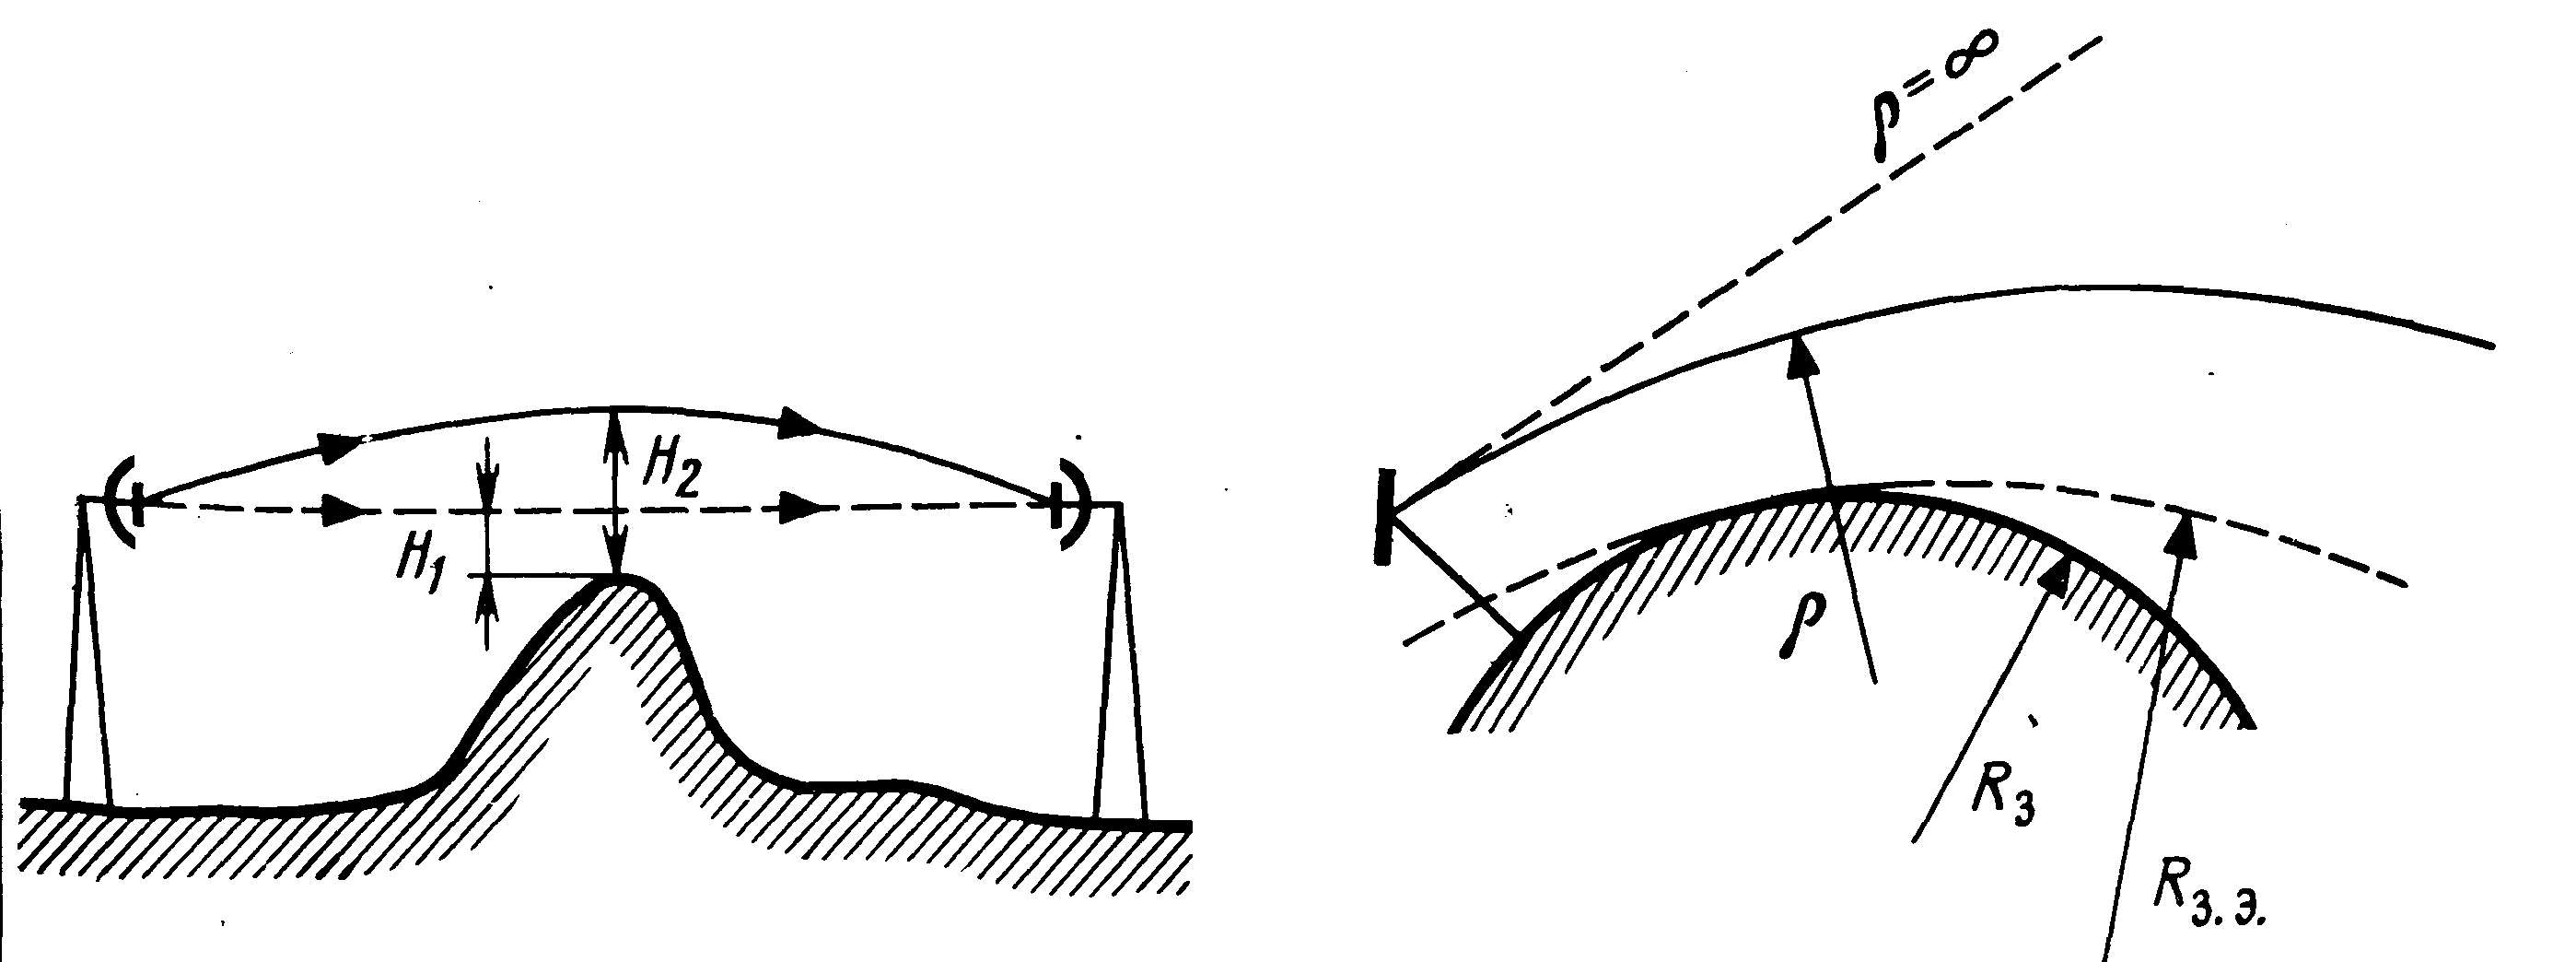 H₂
H₁
ρ = ∞
ρ
R₃
R₃.э.